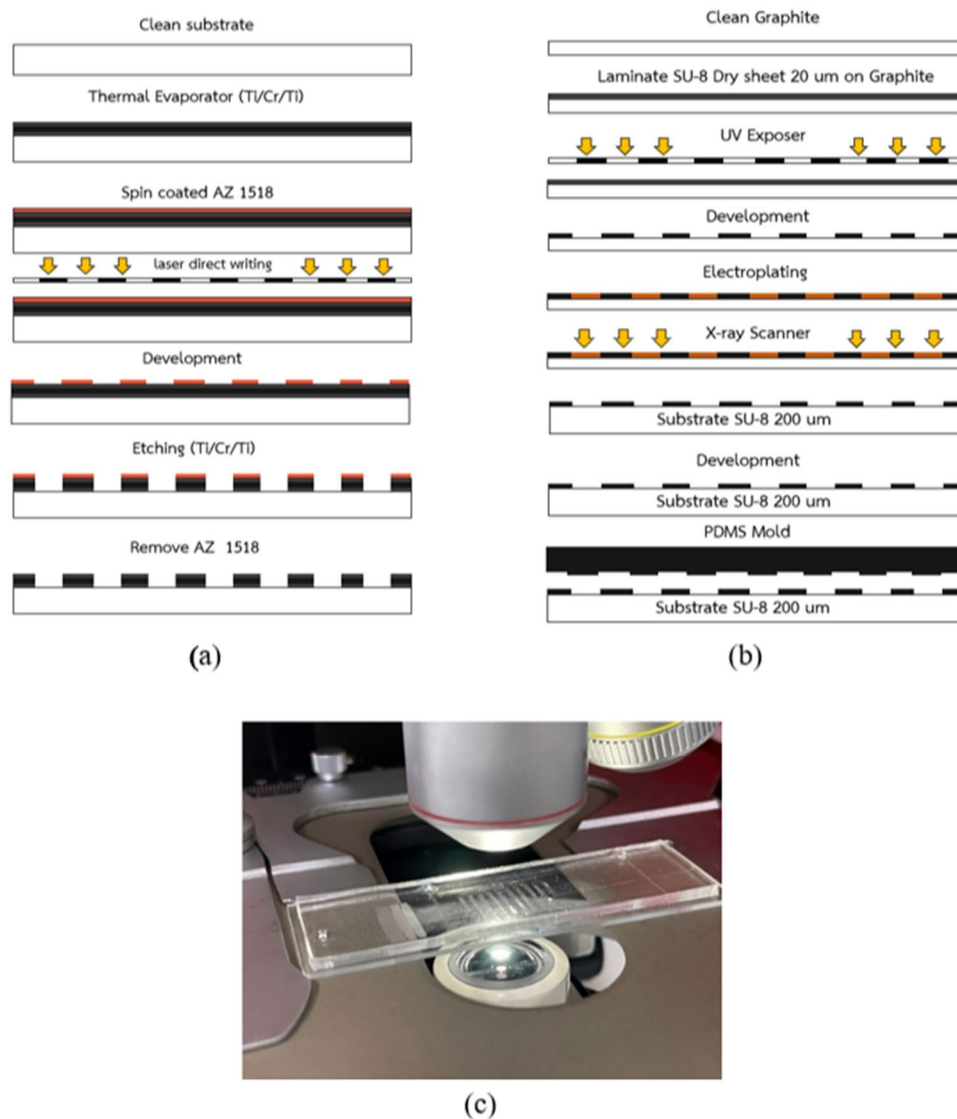 Clean substrate
Thermal Evaporator (Ti/Cr/Ti)
Spin coated AZ 1518
laser direct writing
Development
Etching (Ti/Cr/Ti)
Remove AZ 1518
(a)
Clean Graphite
Laminate SU-8 Dry sheet 20 um on Graphite
UV Exposer
Development
Electroplating
X-ray Scanner
Substrate SU-8 200 um
Development
Substrate SU-8 200 um
PDMS Mold
Substrate SU-8 200 um
(b)
(c)